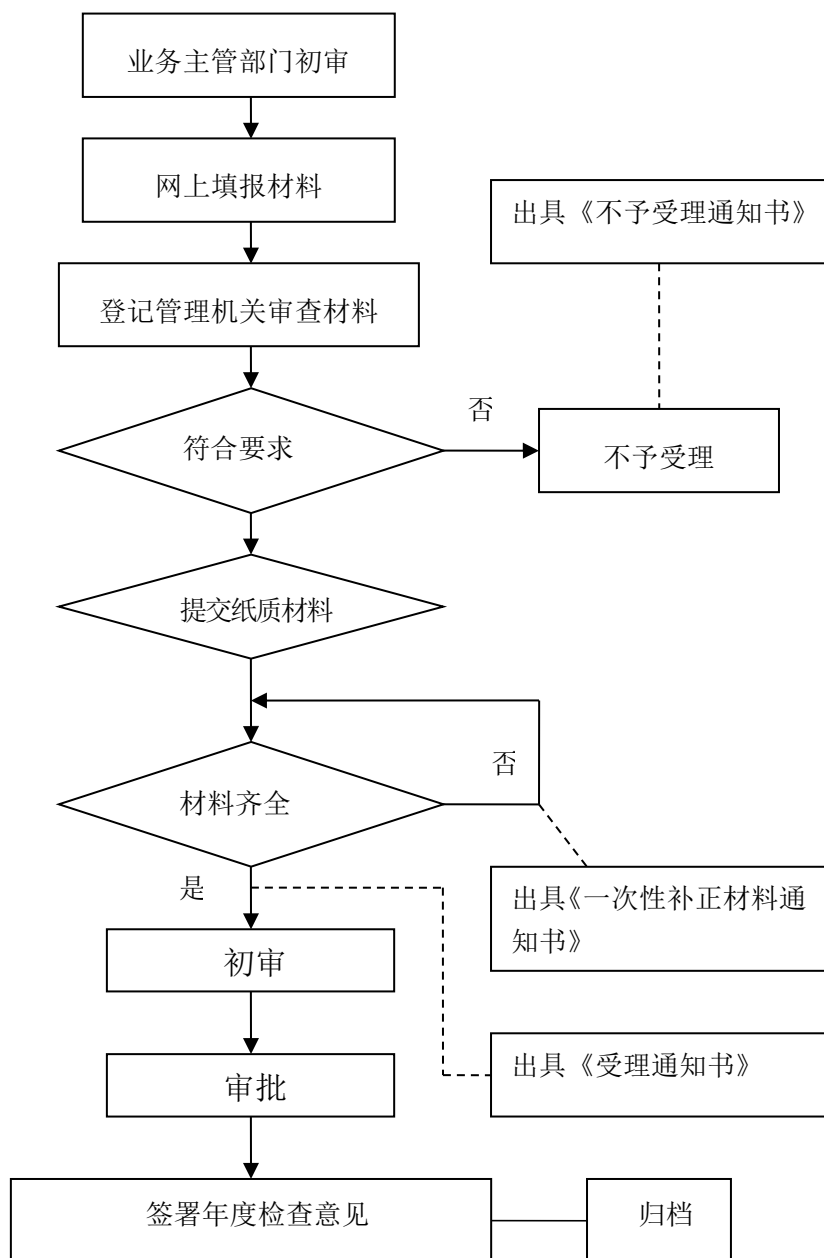 业务主管部门初审
网上填报材料
出具《不予受理通知书》
登记管理机关审查材料
否
符合要求
不予受理
提交纸质材料
否
材料齐全
是
出具《一次性补正材料通
知书》
初审
出具《受理通知书》
审批
签署年度检查意见
归档